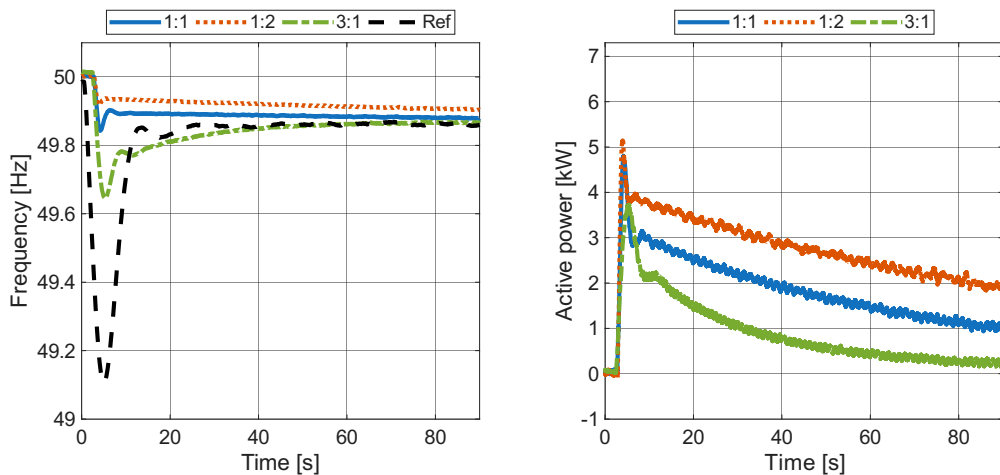 1:1 1:2 3:1 Ref
50
49.8
49.6
49.4
49.2
49
Frequency [Hz]
0 20 40 60 80
Time [s]
1:1 1:2 3:1
7
6
5
4
3
2
1
0
-1
Active power [kW]
0 20 40 60 80
Time [s]